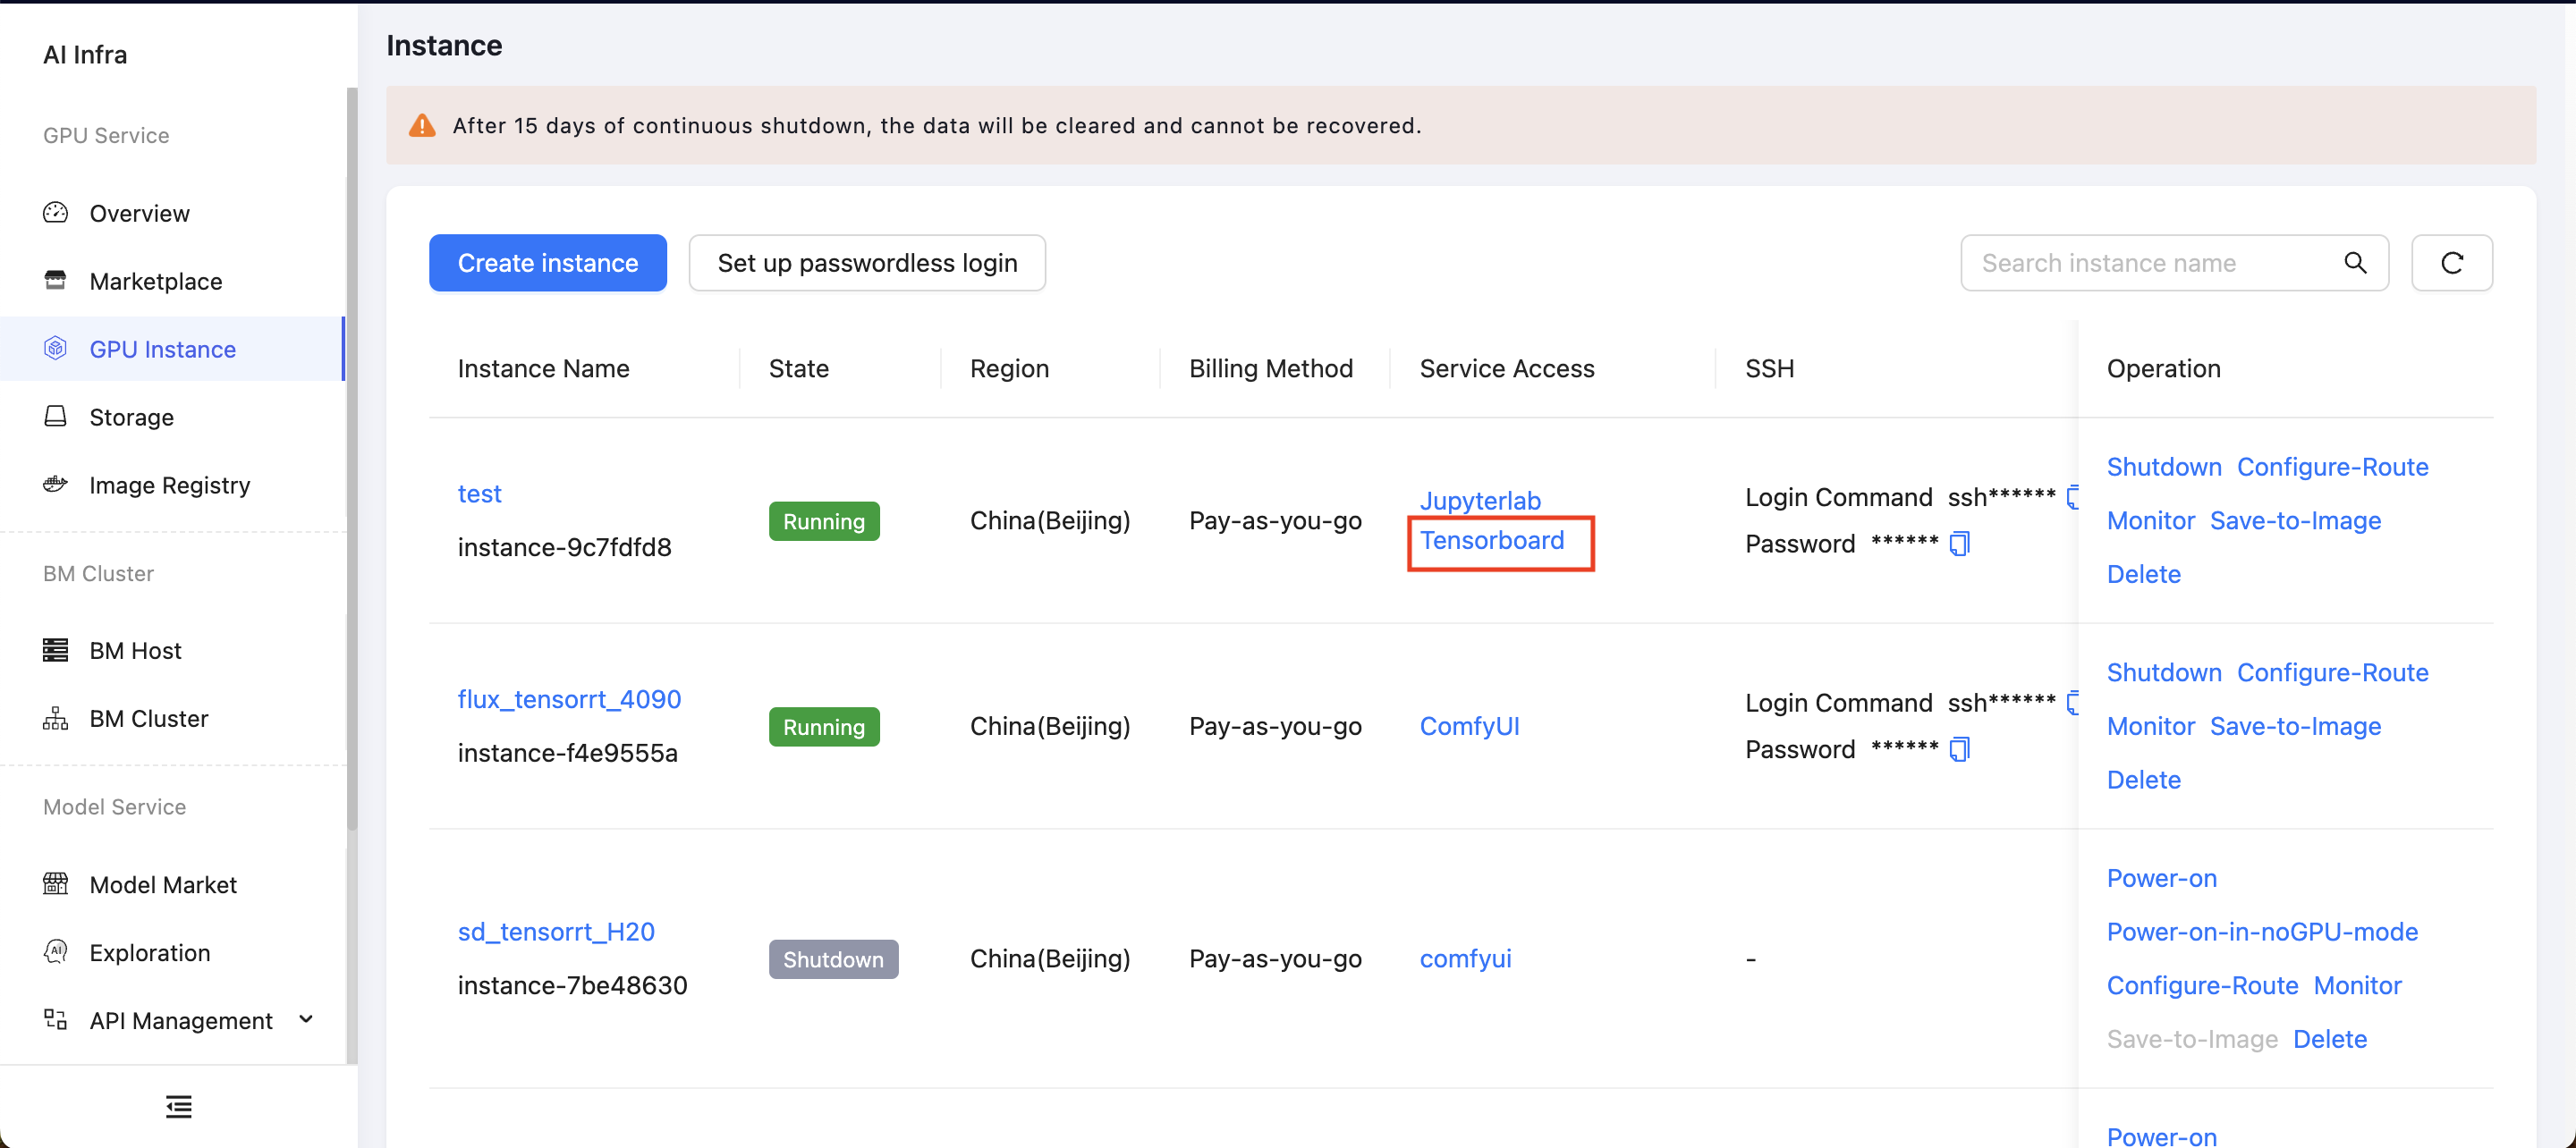 AI Infra
GPU Service
Overview
Marketplace
GPU Instance
Storage
Image Registry
BM Cluster
BM Host
BM Cluster
Model Service
Model Market
AI
Exploration
API Management
Instance
After 15 days of continuous shutdown, the data will be cleared and cannot be recovered.
Create instance
Set up passwordless login
Search instance name
Instance Name
State
Region
Billing Method
Service Access
SSH
Operation
test
instance-9c7fdfd8
Running
China(Beijing)
Pay-as-you-go
Jupyterlab
Tensorboard
Login Command ssh******
Password ******
Shutdown Configure-Route
Monitor Save-to-Image
Delete
flux_tensorrt_4090
instance-f4e9555a
Running
China(Beijing)
Pay-as-you-go
ComfyUI
Login Command ssh******
Password ******
Shutdown Configure-Route
Monitor Save-to-Image
Delete
sd_tensorrt_H20
instance-7be48630
Shutdown
China(Beijing)
Pay-as-you-go
comfyui
-
Power-on
Power-on-in-noGPU-mode
Configure-Route Monitor
Save-to-Image Delete
Power-on